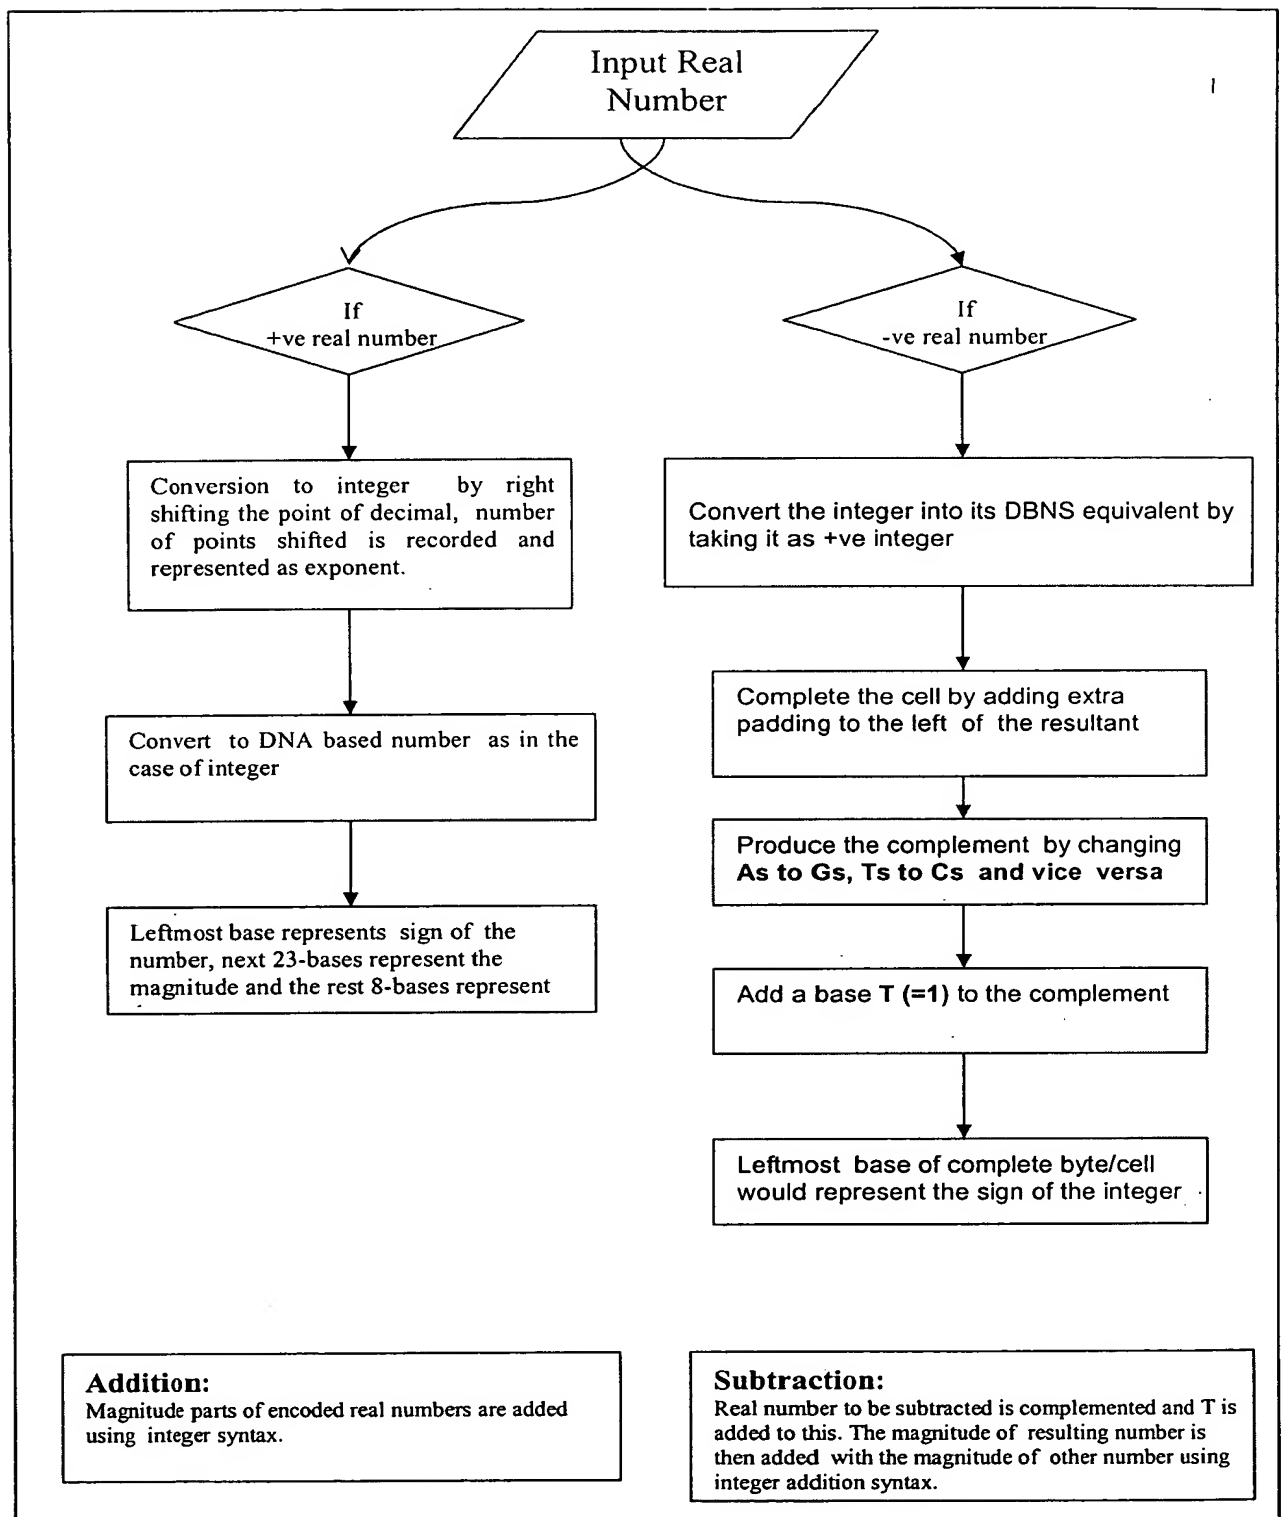 Input Real
Number
If
+ve real number
If
-ve real number
Conversion to integer by right
shifting the point of decimal, number
of points shifted is recorded and
represented as exponent.
Convert to DNA based number as in the
case of integer
Leftmost base represents sign of the
number, next 23-bases represent the
magnitude and the rest 8-bases represent
Convert the integer into its DBNS equivalent by
taking it as +ve integer
Complete the cell by adding extra
padding to the left of the resultant
Produce the complement by changing
As to Gs, Ts to Cs and vice versa
Add a base T (=1) to the complement
Leftmost base of complete byte/cell
would represent the sign of the integer
Addition:
Magnitude parts of encoded real numbers are added
using integer syntax.
Subtraction:
Real number to be subtracted is complemented and T is
added to this. The magnitude of resulting number is
then added with the magnitude of other number using
integer addition syntax.